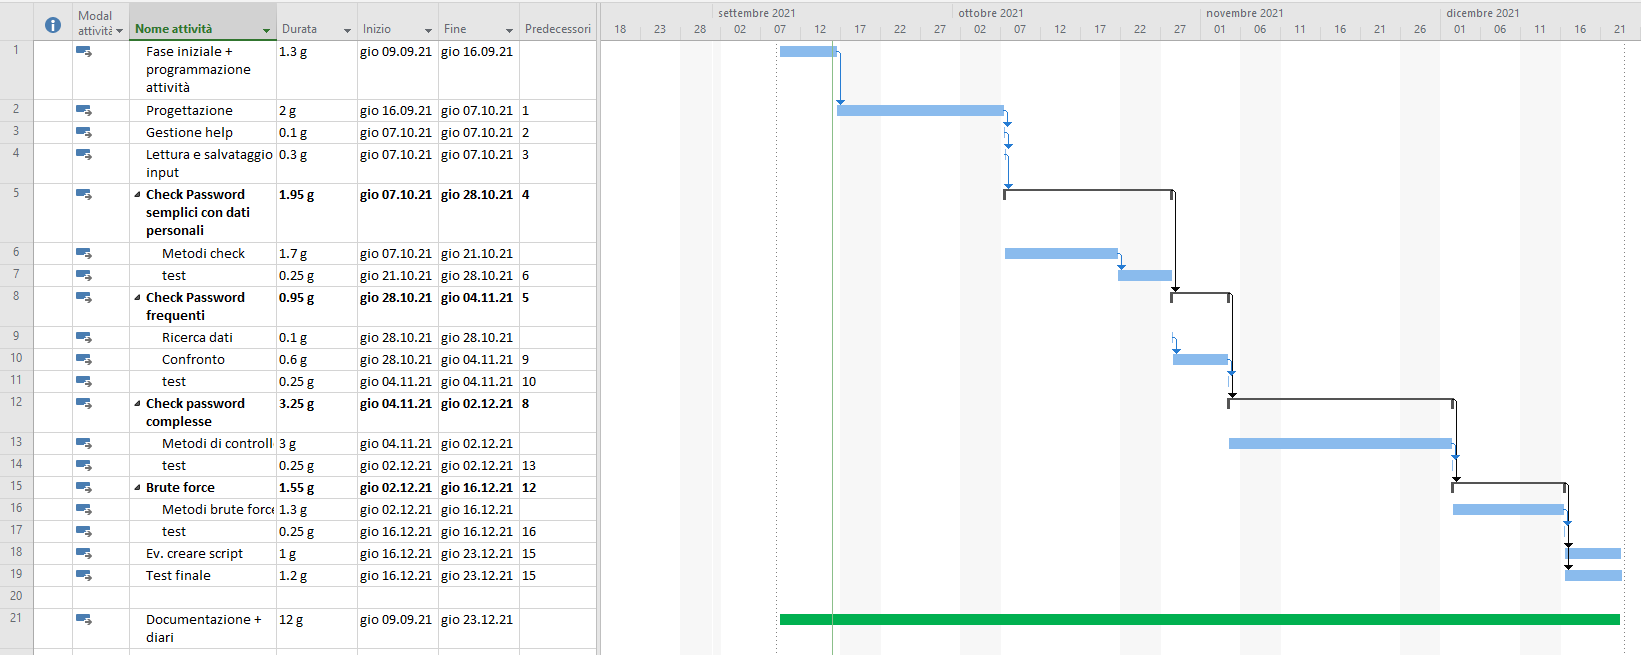 Modal attività	Nome attività	Durata	Inizio	Fine	Predecessori
settembre 2021	ottobre 2021	novembre 2021	dicembre 2021
18	23	28	02	07	12	17	22	27	02	07	12	17	22	27	01	06	11	16	21	26	01	06	11	16	21
1	Fase iniziale + programmazione attività	1.3 g	gio 09.09.21	gio 16.09.21
2	Progettazione	2 g	gio 16.09.21	gio 07.10.21	1
3	Gestione help	0.1 g	gio 07.10.21	gio 07.10.21	2
4	Lettura e salvataggio input	0.3 g	gio 07.10.21	gio 07.10.21	3
5	Check Password semplici con dati personali	1.95 g	gio 07.10.21	gio 28.10.21	4
6	Metodi check	1.7 g	gio 07.10.21	gio 21.10.21
7	test	0.25 g	gio 21.10.21	gio 28.10.21	6
8	Check Password frequenti	0.95 g	gio 28.10.21	gio 04.11.21	5
9	Ricerca dati	0.1 g	gio 28.10.21	gio 28.10.21
10	Confronto	0.6 g	gio 28.10.21	gio 04.11.21	9
11	test	0.25 g	gio 04.11.21	gio 04.11.21	10
12	Check password complesse	3.25 g	gio 04.11.21	gio 02.12.21	8
13	Metodi di controll	3 g	gio 04.11.21	gio 02.12.21
14	test	0.25 g	gio 02.12.21	gio 02.12.21	13
15	Brute force	1.55 g	gio 02.12.21	gio 16.12.21	12
16	Metodi brute force	1.3 g	gio 02.12.21	gio 16.12.21
17	test	0.25 g	gio 16.12.21	gio 16.12.21	16
18	Ev. creare script	1 g	gio 16.12.21	gio 23.12.21	15
19	Test finale	1.2 g	gio 16.12.21	gio 23.12.21	15
20
21	Documentazione + diari	12 g	gio 09.09.21	gio 23.12.21